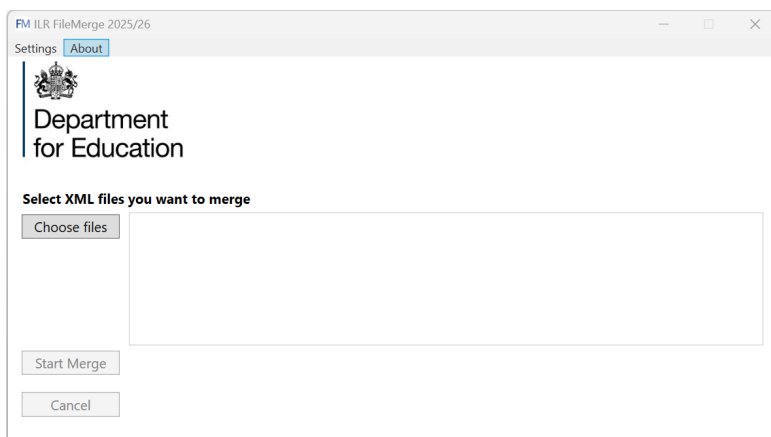 FM ILR FileMerge 2025/26
Settings About
Department
for Education
Select XML files you want to merge
Choose files
Start Merge
Cancel